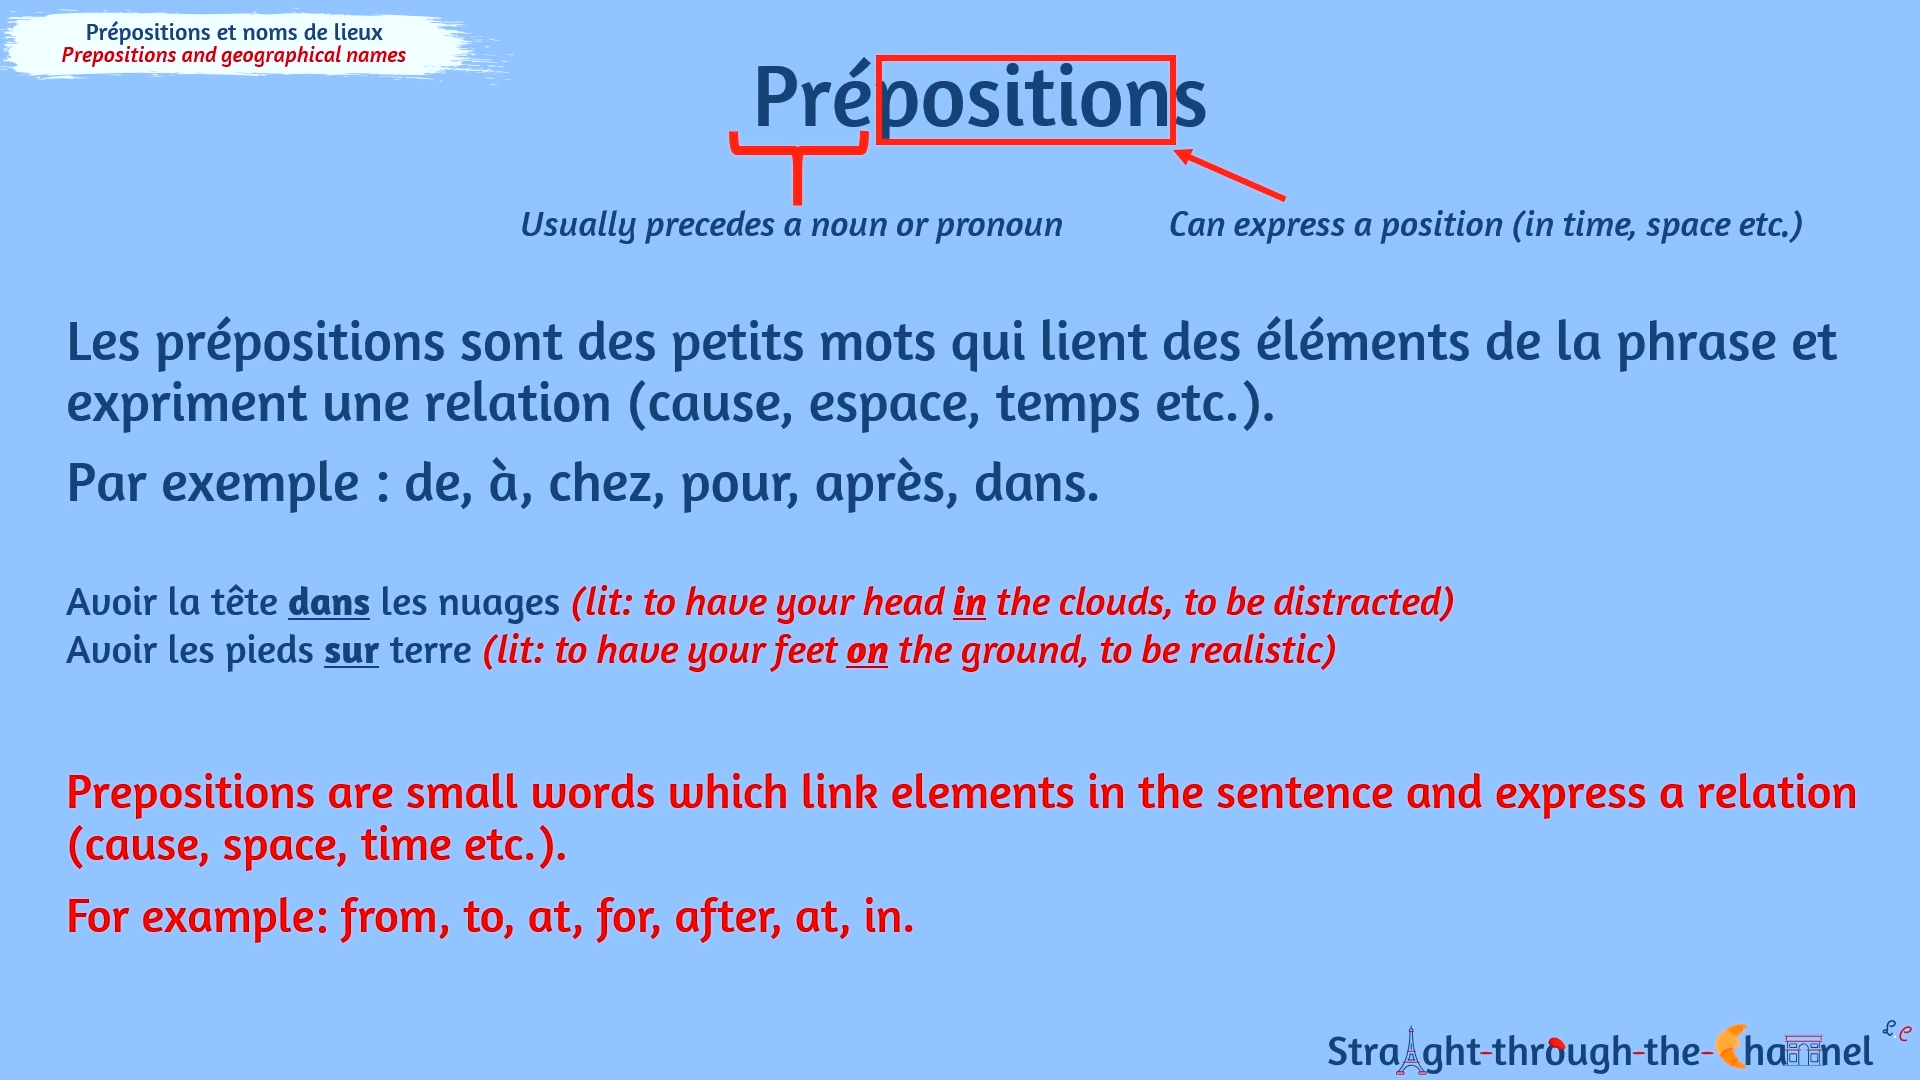 Prépositions et noms de lieux
Prepositions and geographical names
Prépositions
Usually precedes a noun or pronoun
Can express a position (in time, space etc.)
Les prépositions sont des petits mots qui lient des éléments de la phrase et
expriment une relation (cause, espace, temps etc.).
Par exemple : de, à, chez, pour, après, dans.
Avoir la tête dans les nuages (lit: to have your head in the clouds, to be distracted)
Avoir les pieds sur terre (lit: to have your feet on the ground, to be realistic)
Prepositions are small words which link elements in the sentence and express a relation
(cause, space, time etc.).
For example: from, to, at, for, after, at, in.
Straight-through-the-Channel